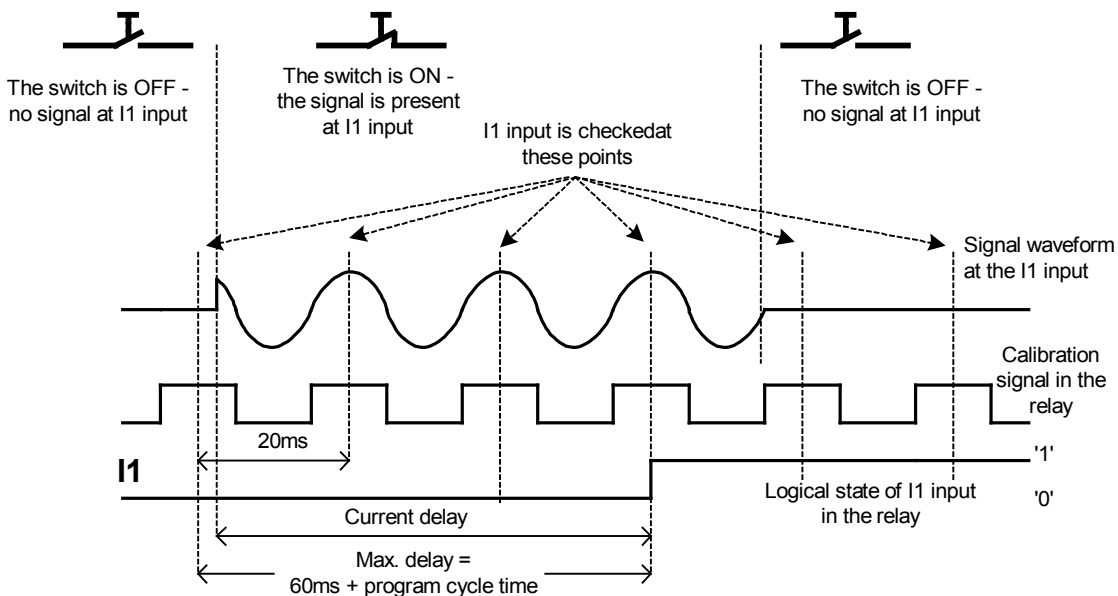 The switch is OFF -
no signal at I1 input
The switch is ON -
the signal is present
at I1 input
The switch is OFF -
no signal at I1 input
I1 input is checkedat
these points
Signal waveform
at the I1 input
Calibration
signal in the
relay
20ms
I1
'1'
'0'
Logical state of I1 input
in the relay
Current delay
Max. delay =
60ms + program cycle time